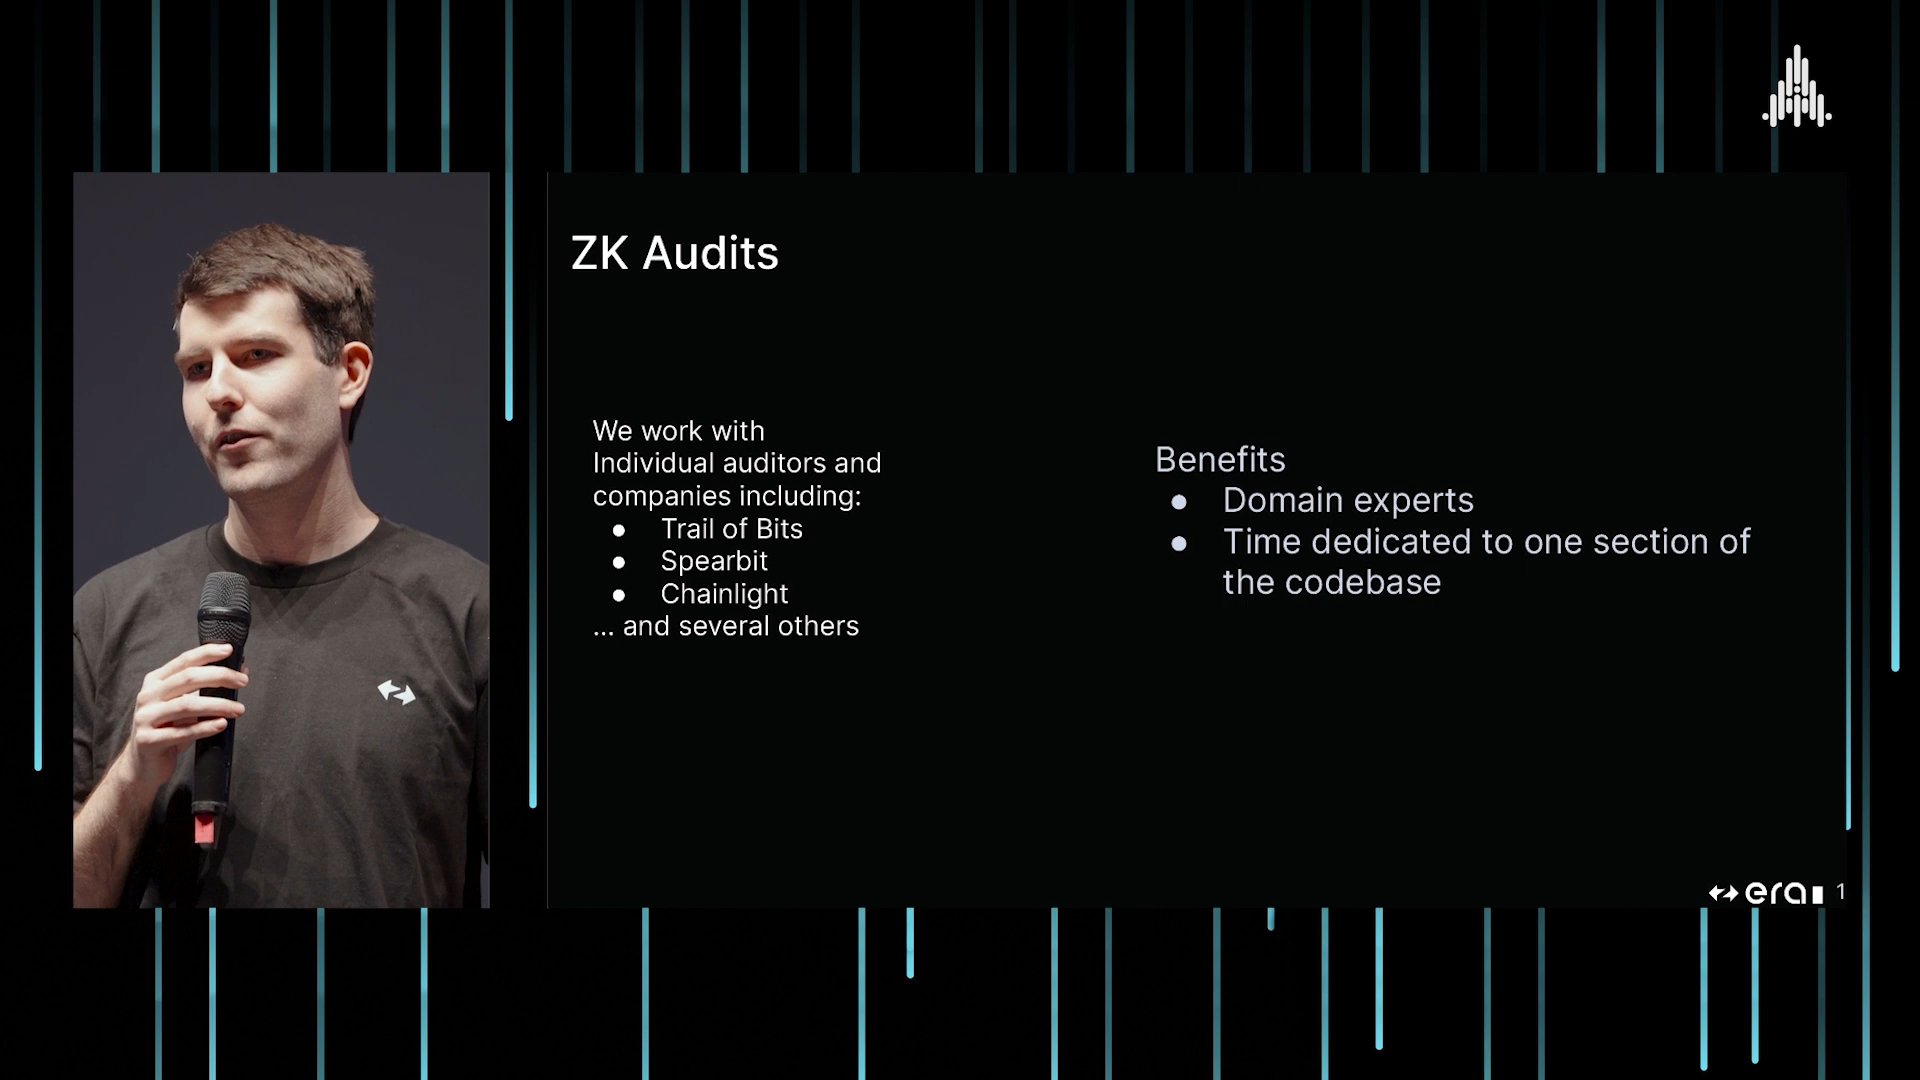 ZK Audits
We work with
Individual auditors and
companies including:
● Trail of Bits
● Spearbit
● Chainlight
... and several others
Benefits
● Domain experts
● Time dedicated to one section of
the codebase
era 1